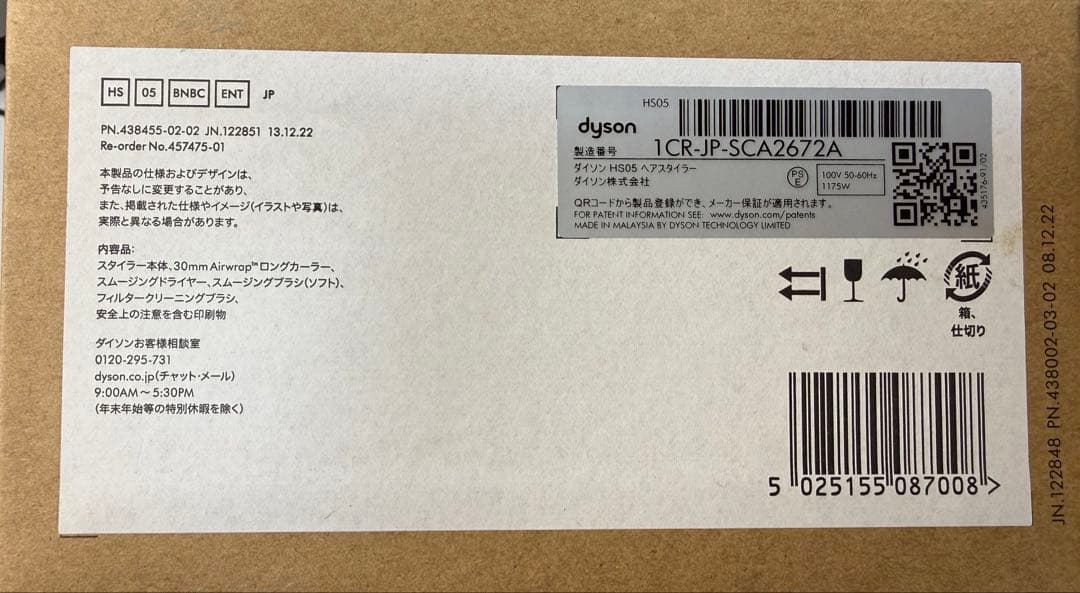 HS 05 BNBC ENT JP
PN.438455-02-02 JN.122851 13.12.22
Re-order No.457475-01
本製品の仕様およびデザインは、
予告なしに変更することがあり、
また、掲載された仕様やイメージ(イラストや写真)は、
実際と異なる場合があります。
内容品:
スタイラー本体、30mm Airwrap™ロングカーラー、
スムージングドライヤー、スムージングブラシ(ソフト)、
フィルタークリーニングブラシ、
安全上の注意を含む印刷物
ダイソンお客様相談室
0120-295-731
dyson.co.jp(チャット・メール)
9:00AM~5:30PM
(年末年始等の特別休暇を除く)
HS05
dyson
製造番号 1CR-JP-SCA2672A
ダイソン HS05 ヘアスタイラー
ダイソン株式会社
PSE
100V 50-60Hz
1175W
QRコードから製品登録ができ、メーカー保証が適用されます。
FOR PATENT INFORMATION SEE: www.dyson.com/patents
MADE IN MALAYSIA BY DYSON TECHNOLOGY LIMITED
435176-91/02
紙
箱、
仕切り
5 025155 087008 >
JN.122848 PN.438002-03-02 08.12.22